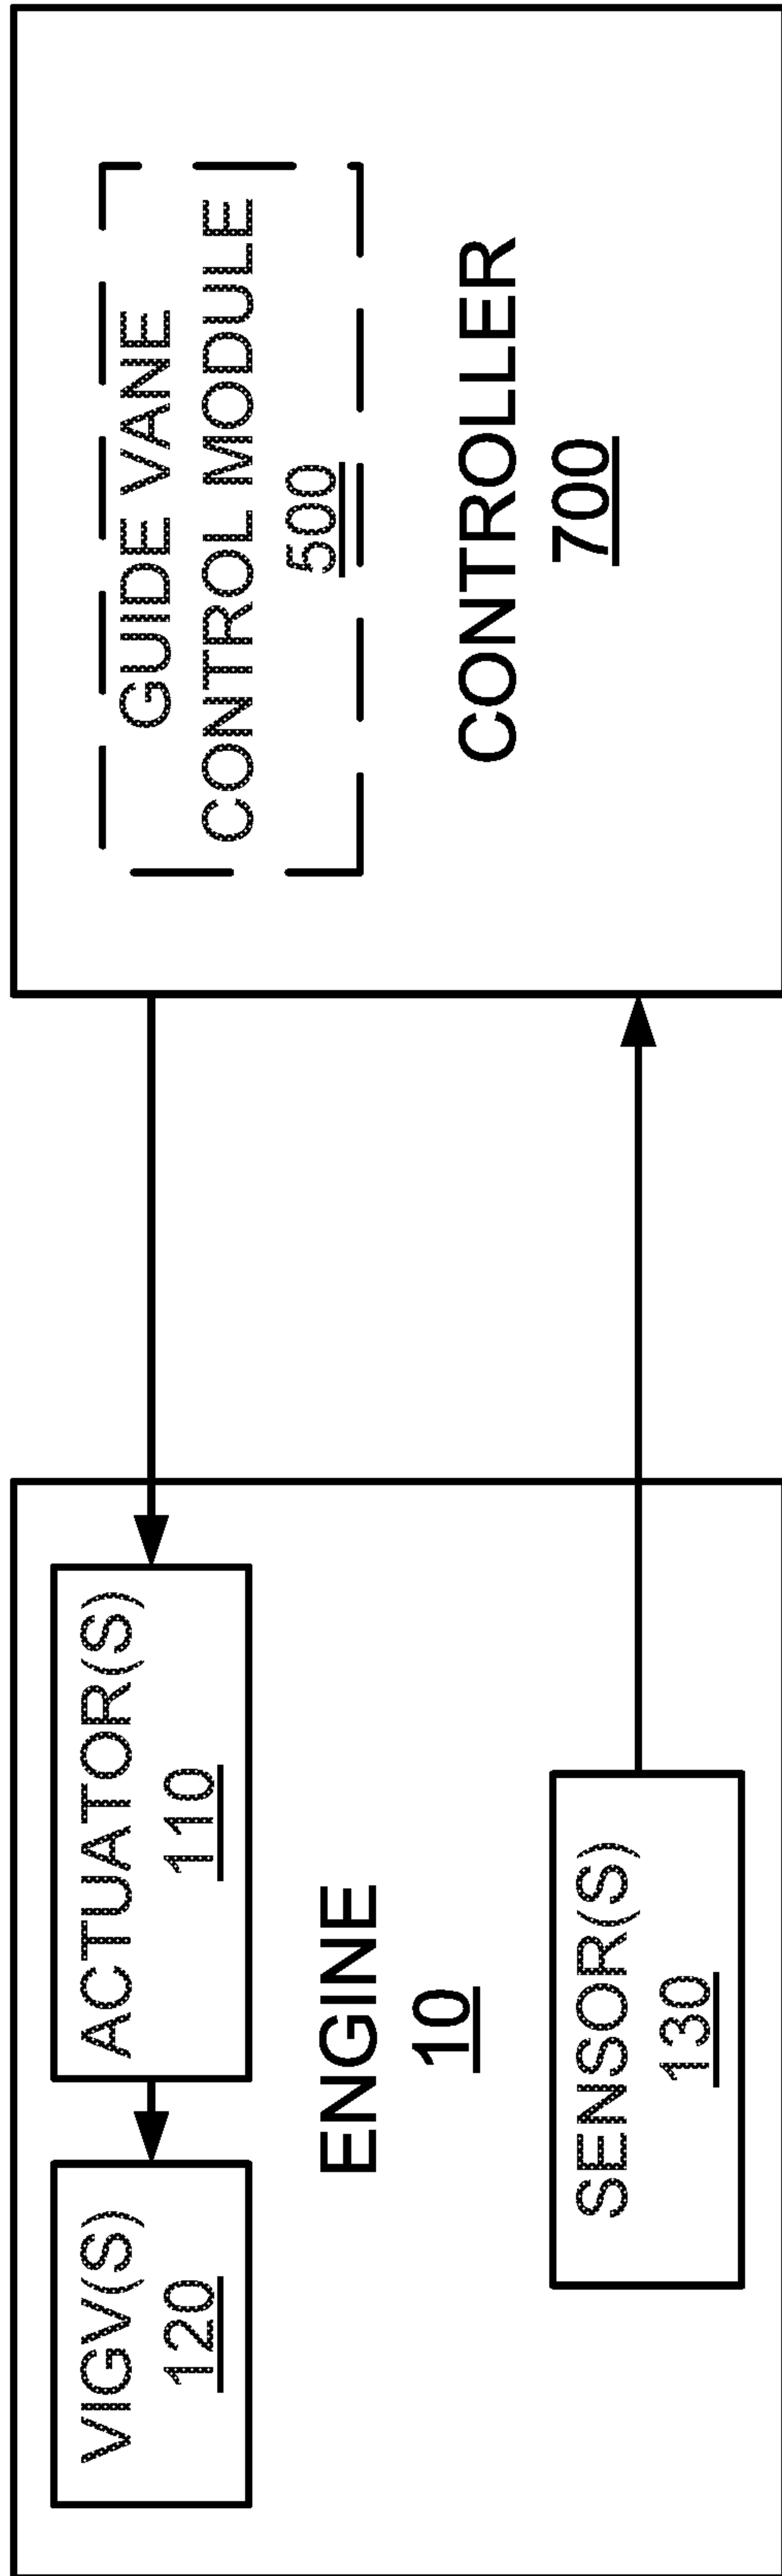 VIGV(S)
120
ACTUATOR(S)
110
ENGINE
10
SENSOR(S)
130
GUIDE VANE
CONTROL MODULE
500
CONTROLLER
700